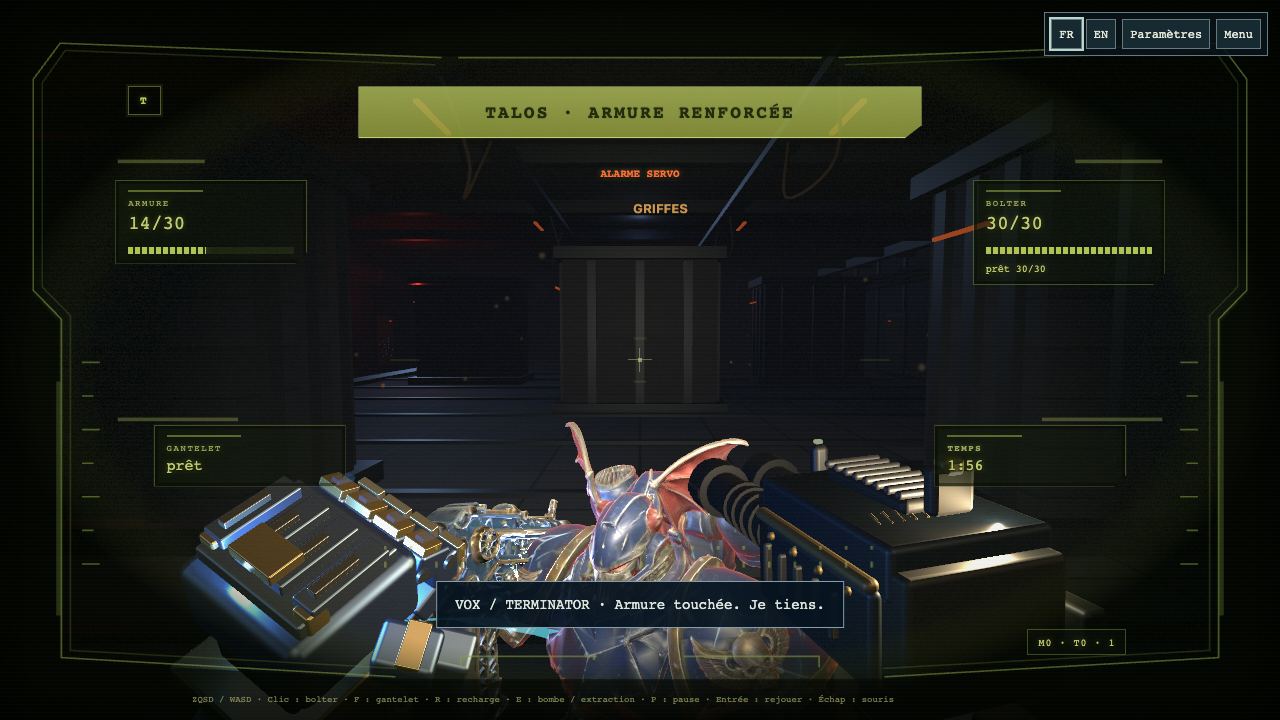 FR EN Paramètres Menu
T
TALOS · ARMURE RENFORCÉE
ALARME SERVO
GRIFFES
ARMURE
14/30
BOLTER
30/30
prêt 30/30
GANTELET
prêt
TEMPS
1:56
VOX / TERMINATOR · Armure touchée. Je tiens.
M0 · T0 · 1
ZQSD / WASD · Clic : bolter · F : gantelet · R : recharge · E : bombe / extraction · P : pause · Entrée : rejouer · Échap : souris